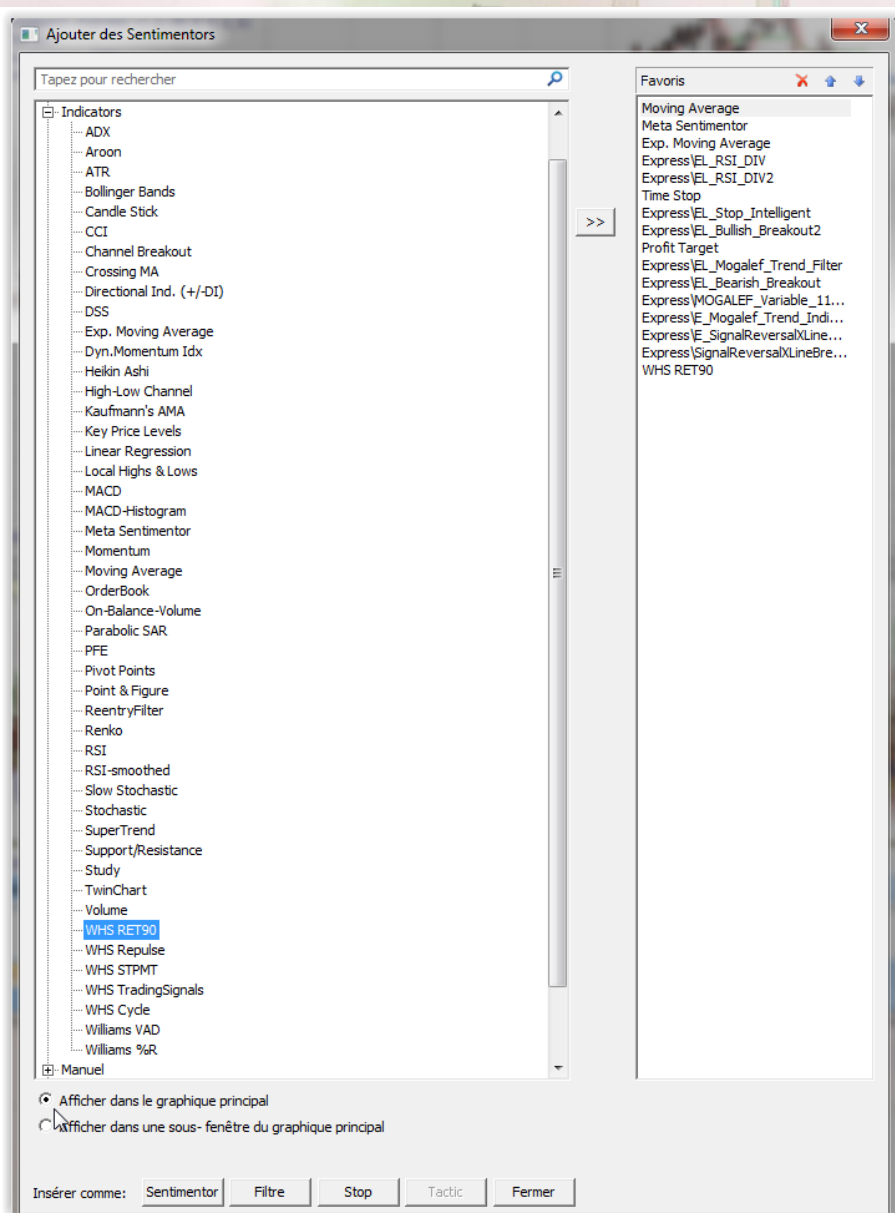 Ajouter des Sentimentors
Tapez pour rechercher
Indicators
ADX
Aroon
ATR
Bollinger Bands
Candle Stick
CCI
Channel Breakout
Crossing MA
Directional Ind. (+/-DI)
DSS
Exp. Moving Average
Dyn.Momentum Idx
Heikin Ashi
High-Low Channel
Kaufmann's AMA
Key Price Levels
Linear Regression
Local Highs & Lows
MACD
MACD-Histogram
Meta Sentimentor
Momentum
Moving Average
OrderBook
On-Balance-Volume
Parabolic SAR
PFE
Pivot Points
Point & Figure
ReentryFilter
Renko
RSI
RSI-smoothed
Slow Stochastic
Stochastic
SuperTrend
Support/Resistance
Study
TwinChart
Volume
WHS RET90
WHS Repulse
WHS STPMT
WHS TradingSignals
WHS Cycle
Williams VAD
Williams %R
Manuel
>>
Favoris
Moving Average
Meta Sentimentor
Exp. Moving Average
Express\EL_RSI_DIV
Express\EL_RSI_DIV2
Time Stop
Express\EL_Stop_Intelligent
Express\EL_Bullish_Breakout2
Profit Target
Express\EL_Mogalef_Trend_Filter
Express\EL_Bearish_Breakout
Express\MOGALEF_Variable_11...
Express\E_Mogalef_Trend_Indi...
Express\E_SignalReversalXLine...
Express\SignalReversalXLineBre...
WHS RET90
Afficher dans le graphique principal
Afficher dans une sous- fenêtre du graphique principal
Insérer comme: Sentimentor Filtre Stop Tactic Fermer